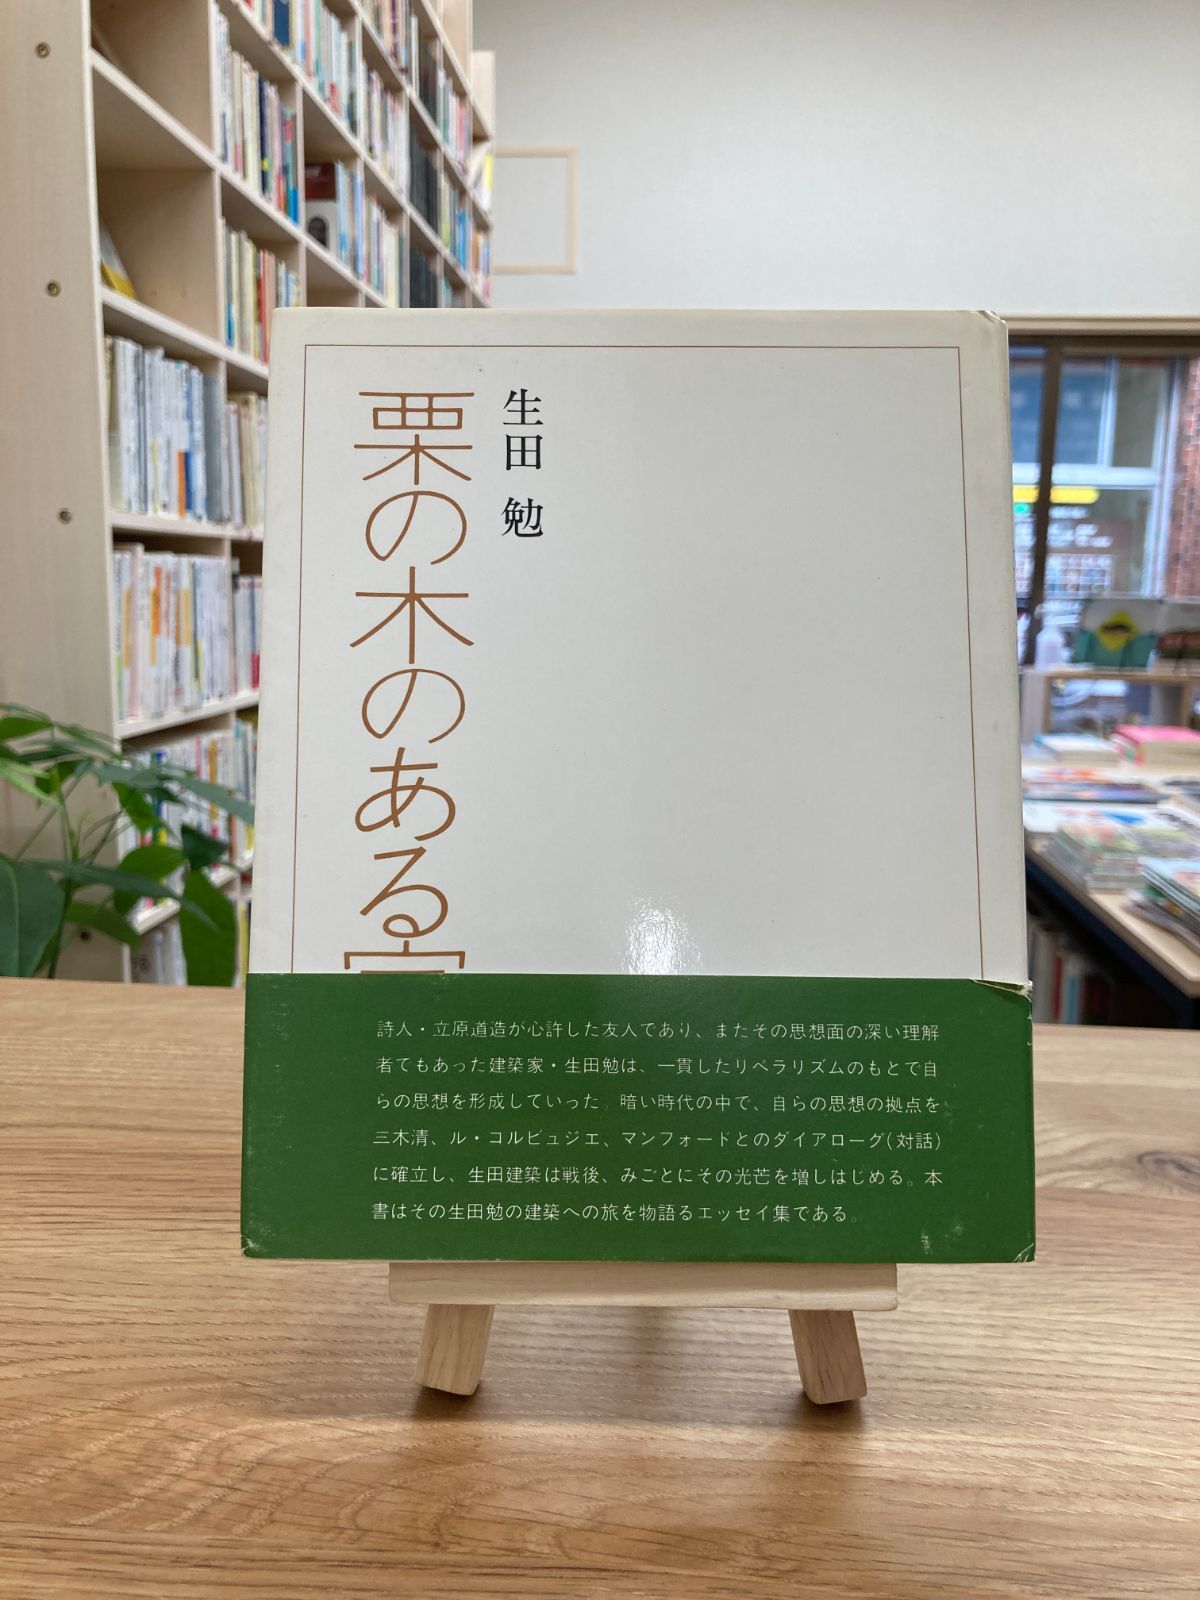 生田 勉
栗の木のある
詩人・立原道造が心許した友人であり、またその思想面の深い理解
者でもあった建築家・生田勉は、一貫したリベラリズムのもとで自
らの思想を形成していった。暗い時代の中で、自らの思想の拠点を
三木清、ル・コルビュジエ、マンフォードとのダイアローグ(対話)
に確立し、生田建築は戦後、みごとにその光芒を増しはじめる。本
書はその生田勉の建築への旅を物語るエッセイ集である。